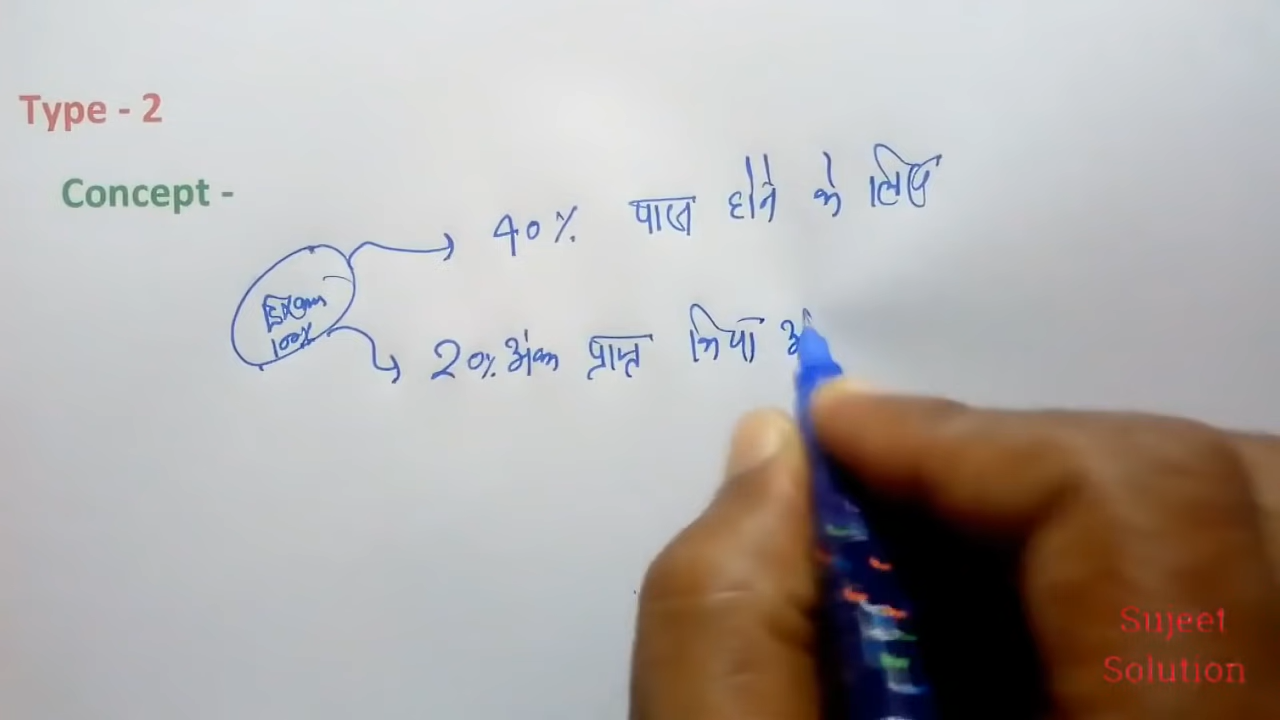 Type - 2
Concept -
40% पास होने के लिए
Exam
100%
20% अंक प्राप्त किया
Sujeet
Solution